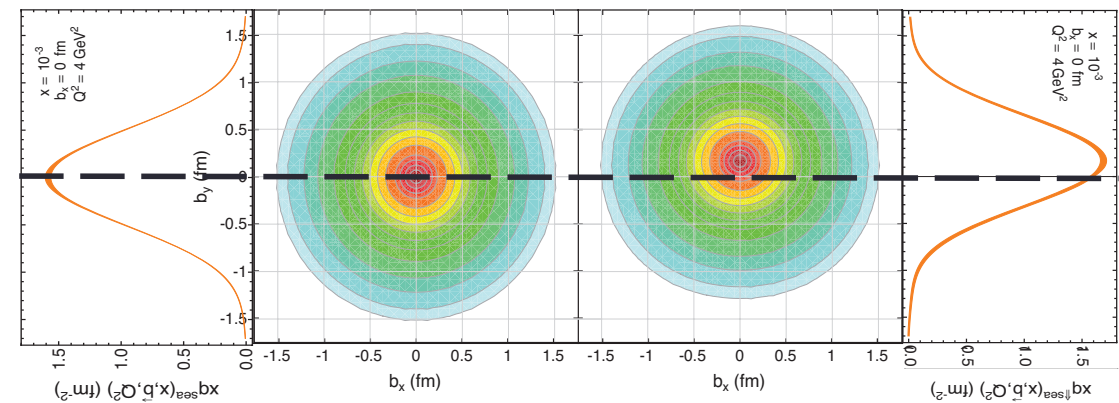 x = 10⁻³
bₓ = 0 fm
Q² = 4 GeV²
1.5
1.0
0.5
0.0
xqˢᵉᵃ(x,b⃗,Q²) (fm⁻²)
b_y (fm)
1.5
1
0.5
0
-0.5
-1
-1.5
-1.5
-1
-0.5
0
0.5
1
1.5
bₓ (fm)
-1.5
-1
-0.5
0
0.5
1
1.5
bₓ (fm)
x = 10⁻³
bₓ = 0 fm
Q² = 4 GeV²
0
0.5
1.0
1.5
xq⇑ˢᵉᵃ(x,b⃗,Q²) (fm⁻²)